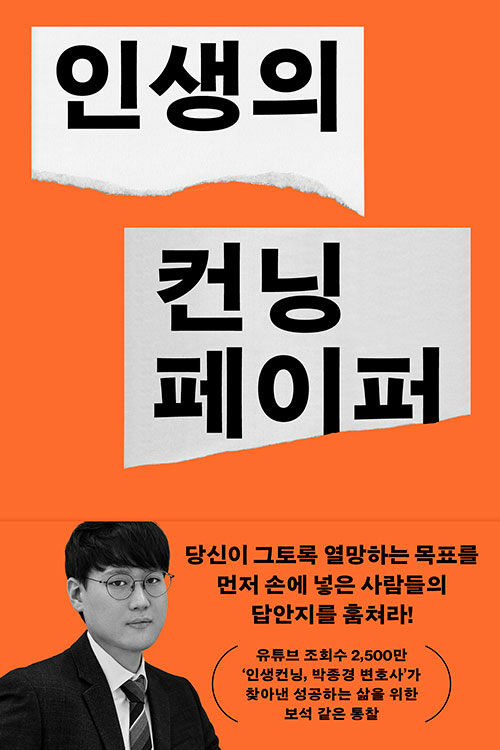 인생의
컨닝
페이퍼
당신이 그토록 열망하는 목표를
먼저 손에 넣은 사람들의
답안지를 훔쳐라!
유튜브 조회수 2,500만
‘인생컨닝, 박종경 변호사’가
찾아낸 성공하는 삶을 위한
보석 같은 통찰